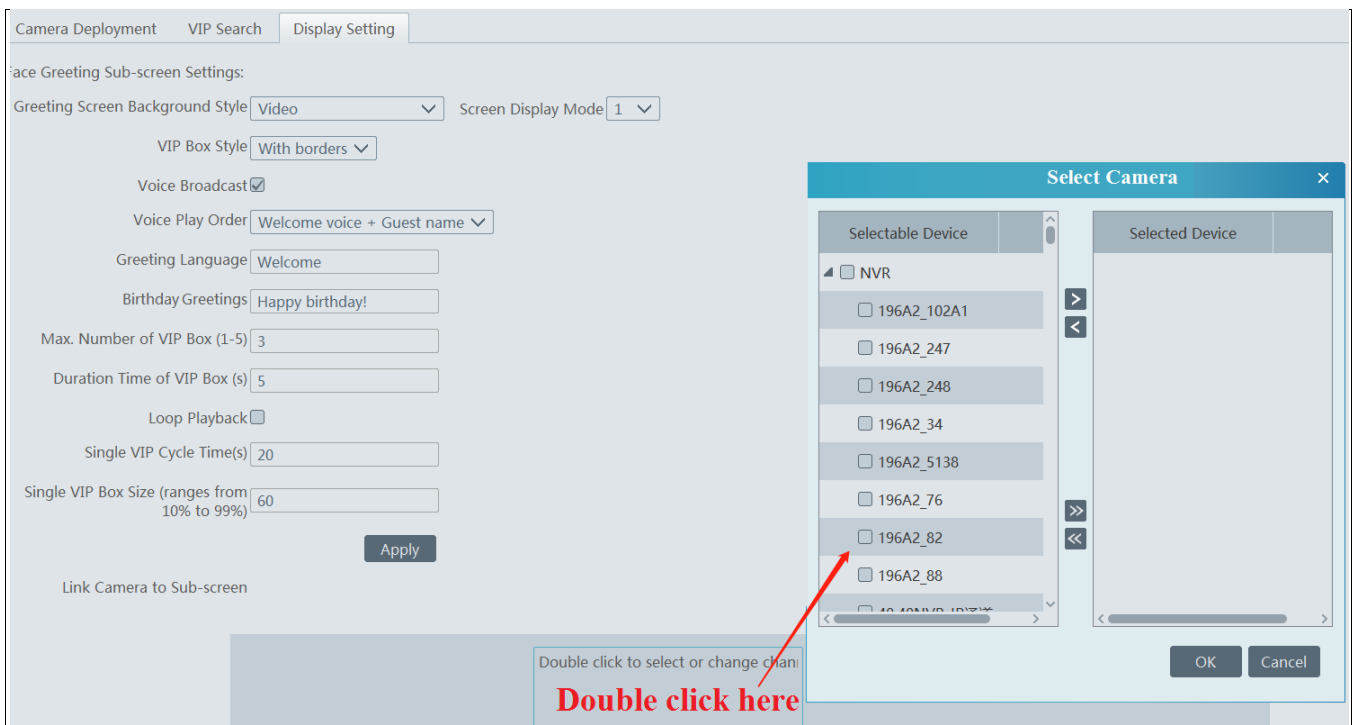 Camera Deployment VIP Search Display Setting
ace Greeting Sub-screen Settings:
Greeting Screen Background Style Video Screen Display Mode 1
VIP Box Style With borders
Voice Broadcast
Voice Play Order Welcome voice + Guest name
Greeting Language Welcome
Birthday Greetings Happy birthday!
Max. Number of VIP Box (1-5) 3
Duration Time of VIP Box (s) 5
Loop Playback
Single VIP Cycle Time(s) 20
Single VIP Box Size (ranges from
10% to 99%) 60
Apply
Link Camera to Sub-screen
Double click to select or change chan
Double click here
Select Camera
Selectable Device Selected Device
NVR
196A2_102A1
196A2_247
196A2_248
196A2_34
196A2_5138
196A2_76
196A2_82
196A2_88
OK Cancel